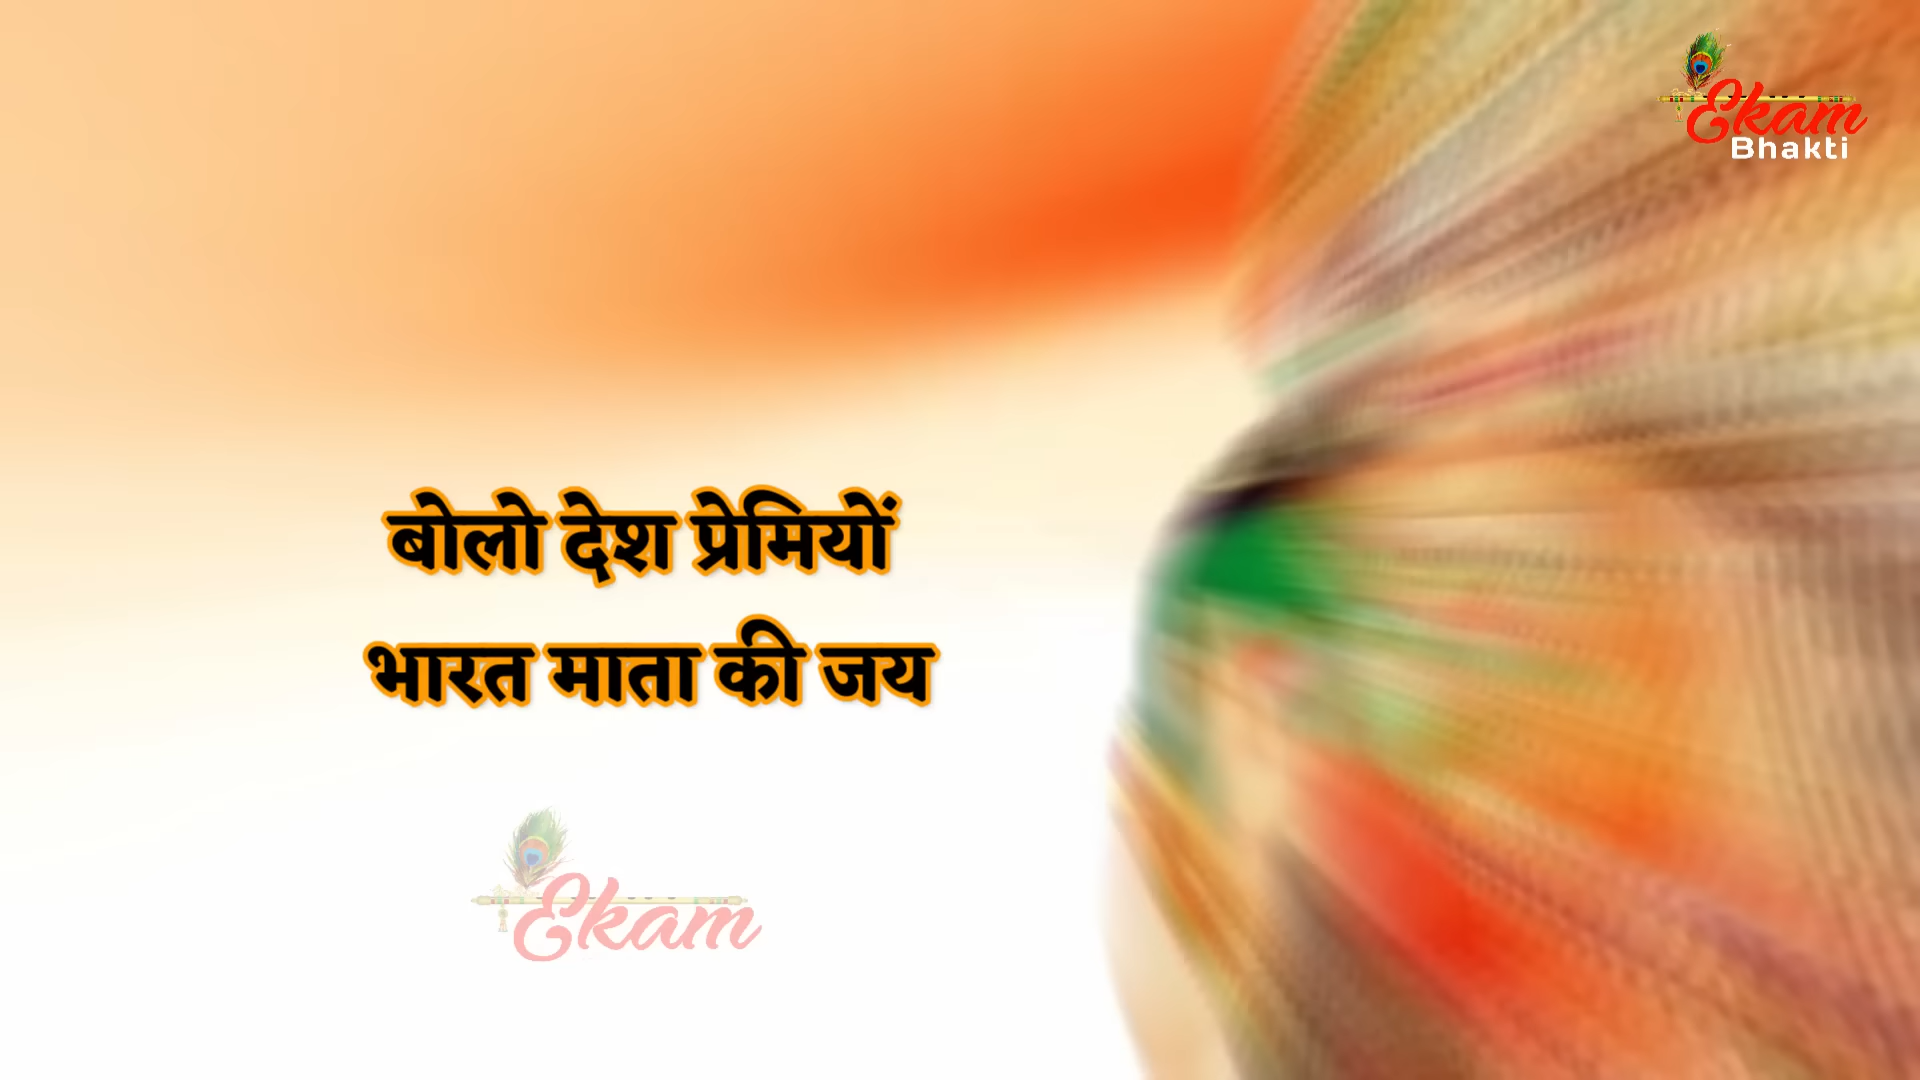 Ekam
Bhakti
बोलो देश प्रेमियों
भारत माता की जय
Ekam